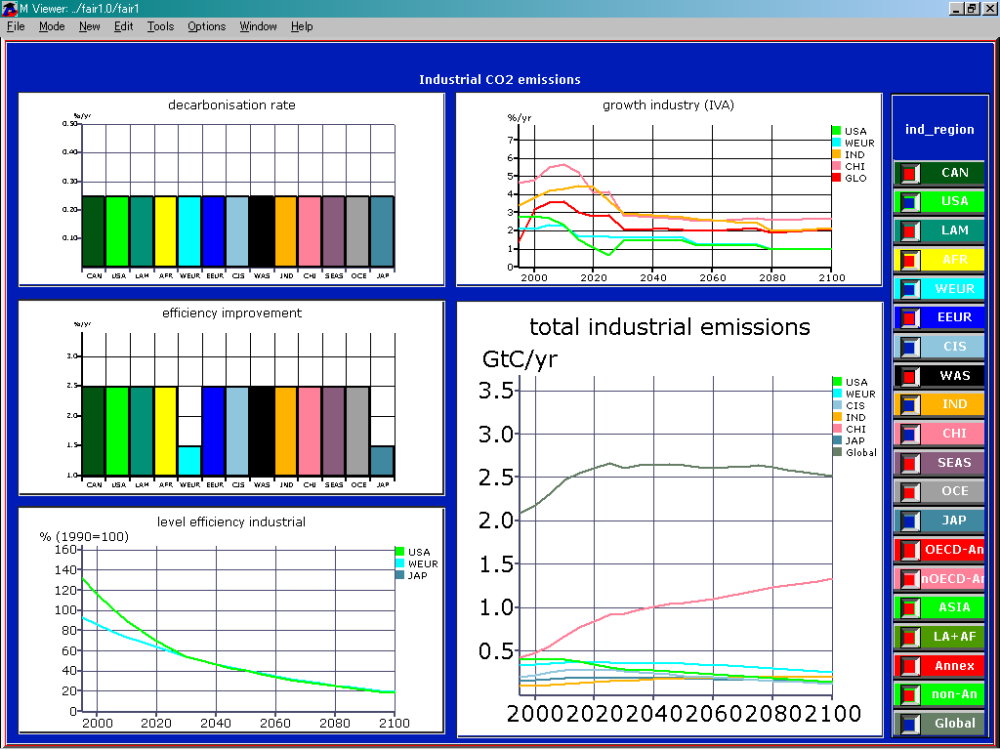 M Viewer: ../fair1.0/fair1
File Mode New Edit Tools Options Window Help
Industrial CO2 emissions
decarbonisation rate
%/yr
0.50
0.40
0.30
0.20
0.10
CAN USA LAM AFR WEUR EEUR CIS WAS IND CHI SEAS OCE JAP
growth industry (IVA)
%/yr
7
6
5
4
3
2
1
0
2000 2020 2040 2060 2080 2100
USA
WEUR
IND
CHI
GLO
efficiency improvement
%/yr
3.0
2.5
2.0
1.5
1.0
CAN USA LAM AFR WEUR EEUR CIS WAS IND CHI SEAS OCE JAP
total industrial emissions
GtC/yr
3.5
3.0
2.5
2.0
1.5
1.0
0.5
2000 2020 2040 2060 2080 2100
USA
WEUR
CIS
IND
CHI
JAP
Global
level efficiency industrial
% (1990=100)
160
140
120
100
80
60
40
20
0
2000 2020 2040 2060 2080 2100
USA
WEUR
JAP
ind_region
CAN
USA
LAM
AFR
WEUR
EEUR
CIS
WAS
IND
CHI
SEAS
OCE
JAP
OECD-An
nOECD-An
ASIA
LA+AF
Annex
non-An
Global